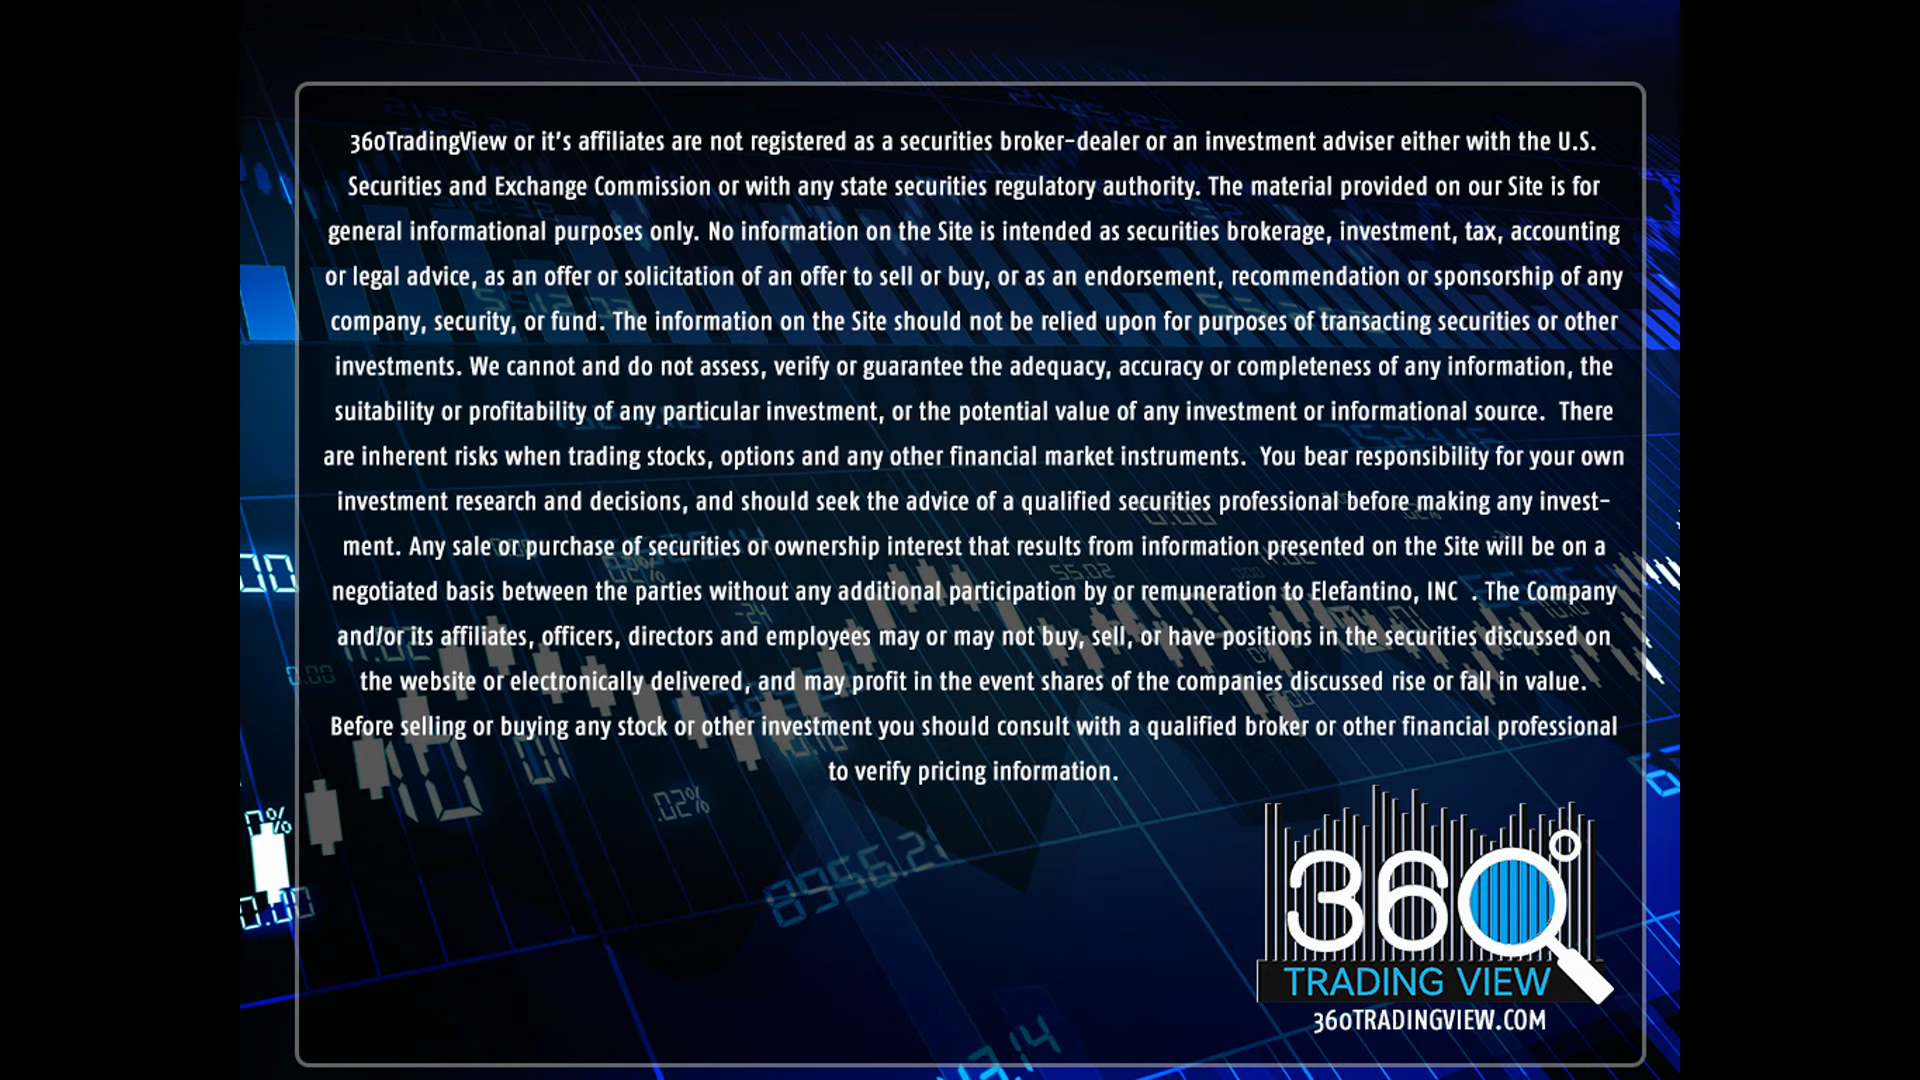 360TradingView or it's affiliates are not registered as a securities broker-dealer or an investment adviser either with the U.S.
Securities and Exchange Commission or with any state securities regulatory authority. The material provided on our Site is for
general informational purposes only. No information on the Site is intended as securities brokerage, investment, tax, accounting
or legal advice, as an offer or solicitation of an offer to sell or buy, or as an endorsement, recommendation or sponsorship of any
company, security, or fund. The information on the Site should not be relied upon for purposes of transacting securities or other
investments. We cannot and do not assess, verify or guarantee the adequacy, accuracy or completeness of any information, the
suitability or profitability of any particular investment, or the potential value of any investment or informational source. There
are inherent risks when trading stocks, options and any other financial market instruments. You bear responsibility for your own
investment research and decisions, and should seek the advice of a qualified securities professional before making any invest-
ment. Any sale or purchase of securities or ownership interest that results from information presented on the Site will be on a
negotiated basis between the parties without any additional participation by or remuneration to Elefantino, INC . The Company
and/or its affiliates, officers, directors and employees may or may not buy, sell, or have positions in the securities discussed on
the website or electronically delivered, and may profit in the event shares of the companies discussed rise or fall in value.
Before selling or buying any stock or other investment you should consult with a qualified broker or other financial professional
to verify pricing information.
.02%
0%
0.00
360°
TRADING VIEW
360TRADINGVIEW.COM